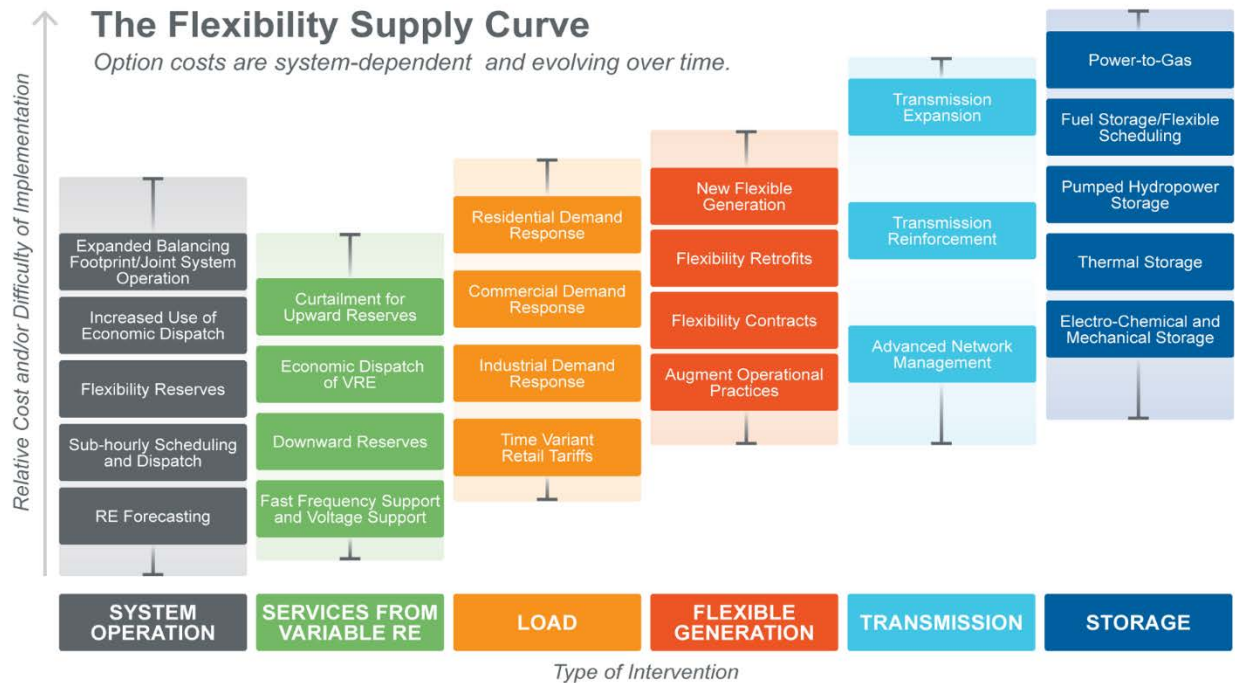 The Flexibility Supply Curve
Option costs are system-dependent and evolving over time.
Relative Cost and/or Difficulty of Implementation
Expanded Balancing
Footprint/Joint System
Operation
Increased Use of
Economic Dispatch
Flexibility Reserves
Sub-hourly Scheduling
and Dispatch
RE Forecasting
SYSTEM
OPERATION
Curtailment for
Upward Reserves
Economic Dispatch
of VRE
Downward Reserves
Fast Frequency Support
and Voltage Support
SERVICES FROM
VARIABLE RE
Residential Demand
Response
Commercial Demand
Response
Industrial Demand
Response
Time Variant
Retail Tariffs
LOAD
New Flexible
Generation
Flexibility Retrofits
Flexibility Contracts
Augment Operational
Practices
FLEXIBLE
GENERATION
Transmission
Expansion
Transmission
Reinforcement
Advanced Network
Management
TRANSMISSION
Power-to-Gas
Fuel Storage/Flexible
Scheduling
Pumped Hydropower
Storage
Thermal Storage
Electro-Chemical and
Mechanical Storage
STORAGE
Type of Intervention